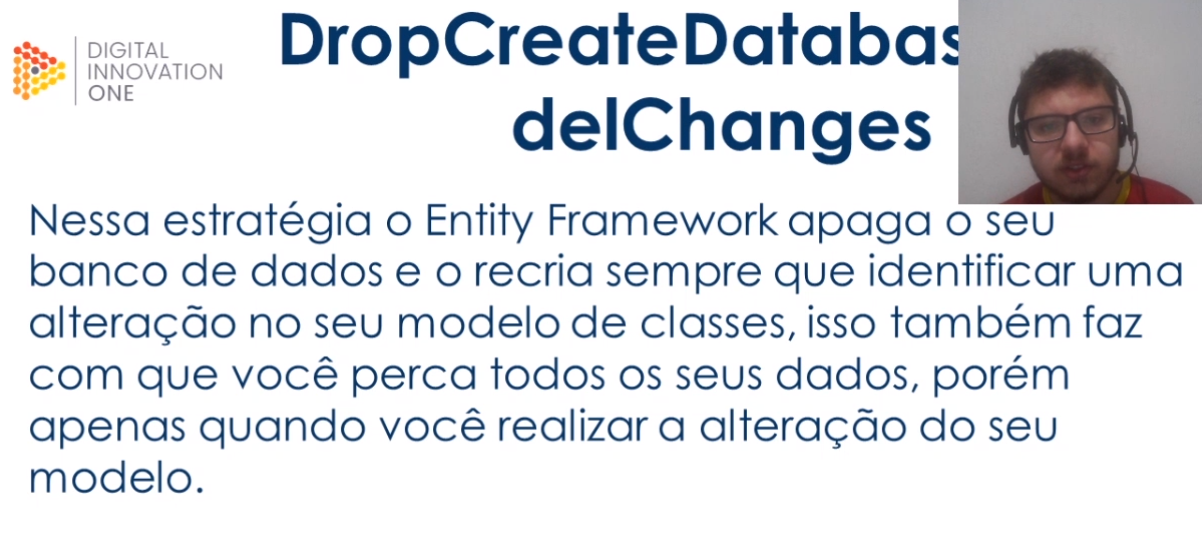 DIGITAL
INNOVATION
ONE
DropCreateDatabas
delChanges
Nessa estratégia o Entity Framework apaga o seu
banco de dados e o recria sempre que identificar uma
alteração no seu modelo de classes, isso também faz
com que você perca todos os seus dados, porém
apenas quando você realizar a alteração do seu
modelo.